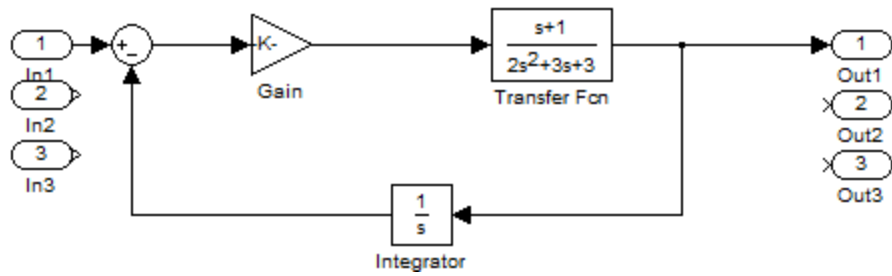 1
In1
2
In2
3
In3
+
−
K-
Gain
s+1
2s²+3s+3
Transfer Fcn
1
s
Integrator
1
Out1
2
Out2
3
Out3